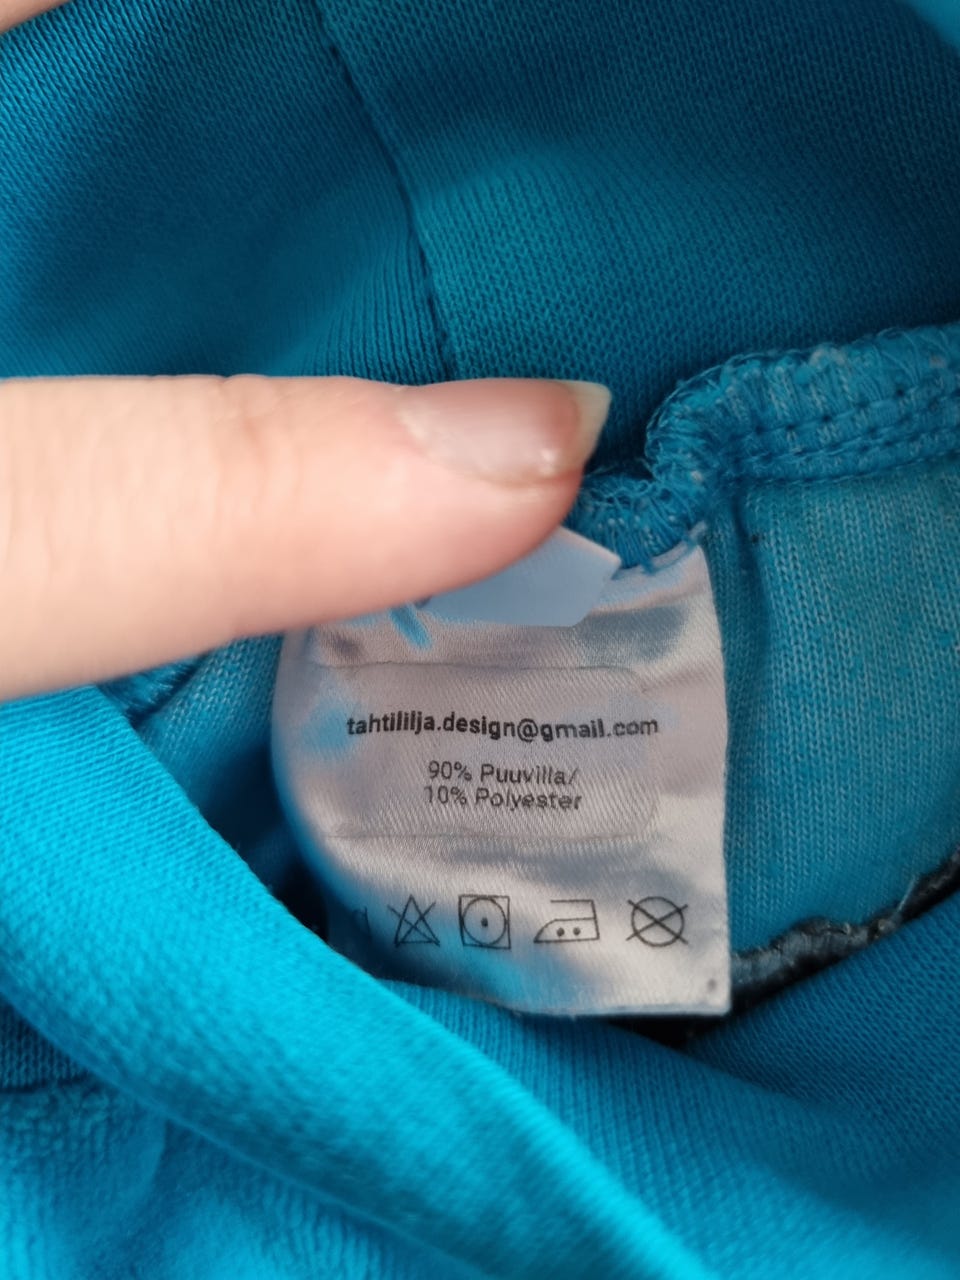 tahtililja.design@gmail.com
90% Puuvilla/
10% Polyester